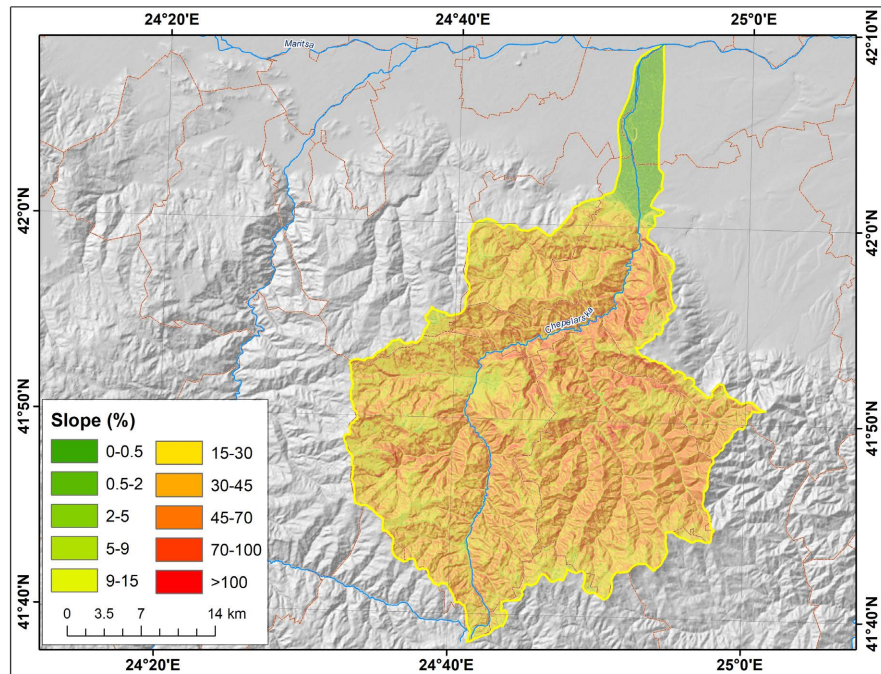 24°20'E 24°40'E 25°0'E
42°10'N
Maritsa
42°0'N
42°0'N
Chepelarska
41°50'N
41°50'N
Slope (%)
0-0.5 15-30
0.5-2 30-45
2-5 45-70
5-9 70-100
9-15 >100
41°40'N
0 3.5 7 14 km
41°40'N
24°20'E 24°40'E 25°0'E